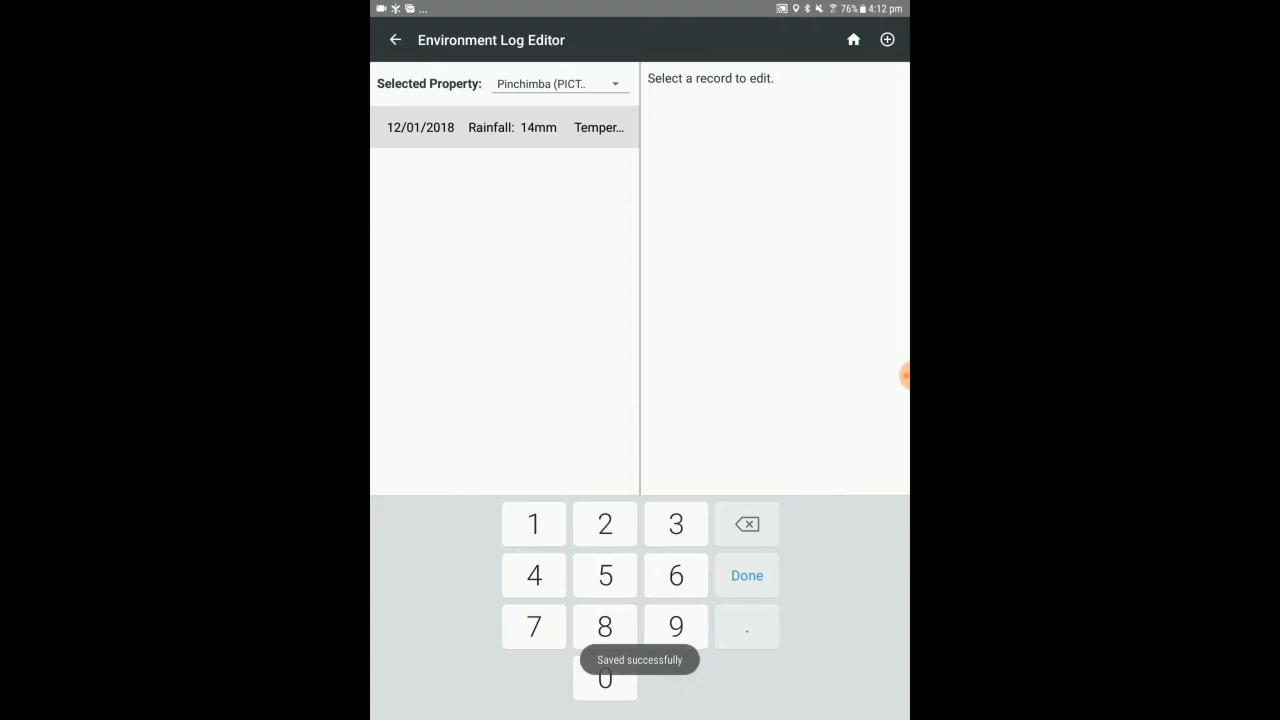 ... 76% 4:12 pm
Environment Log Editor
Selected Property: Pinchimba (PICT..
Select a record to edit.
12/01/2018 Rainfall: 14mm Temper...
1 2 3
4 5 6 Done
7 8 9 .
Saved successfully
0